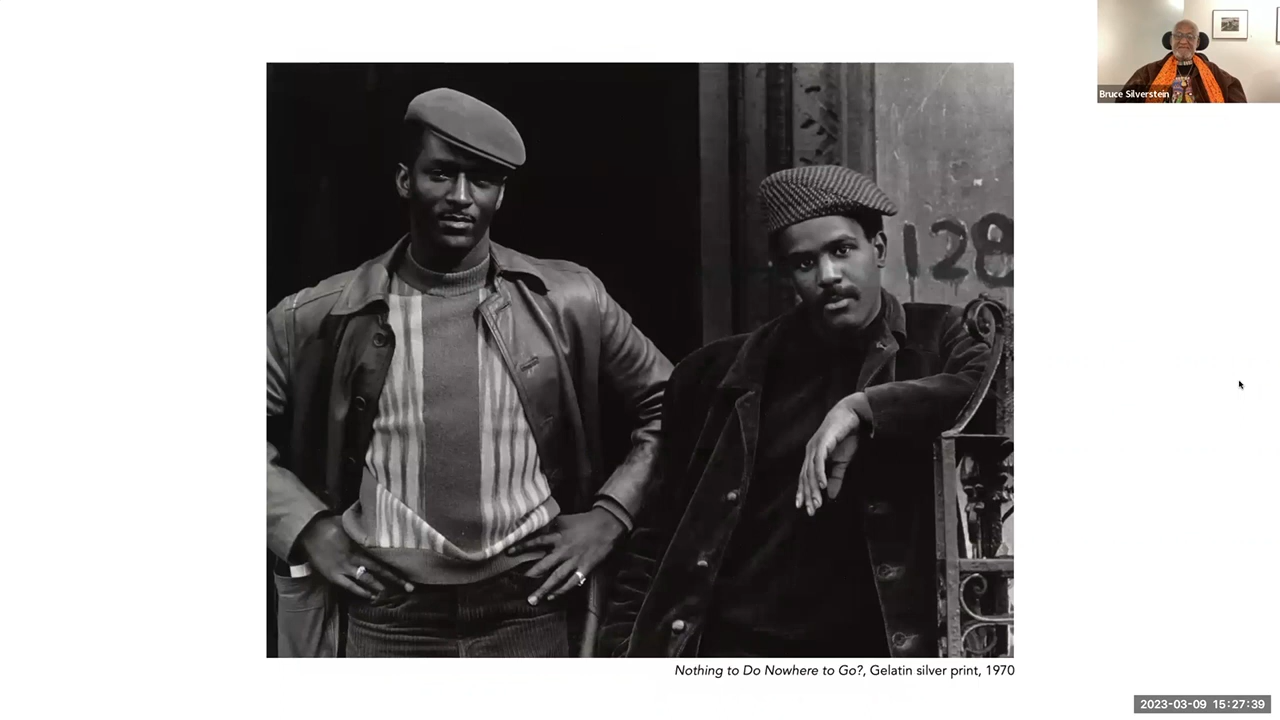 Bruce Silverstein
128
Nothing to Do Nowhere to Go?, Gelatin silver print, 1970
2023-03-09 15:27:39